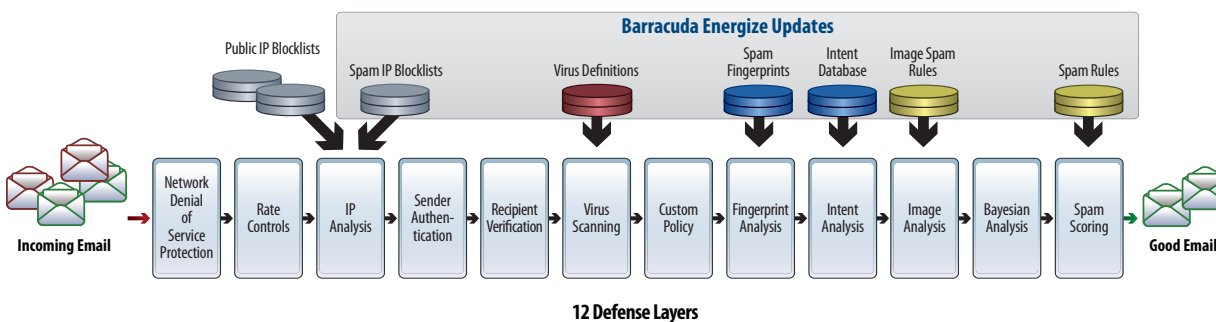 Barracuda Energize Updates
Public IP Blocklists
Spam IP Blocklists
Virus Definitions
Spam
Fingerprints
Intent
Database
Image Spam
Rules
Spam Rules
Incoming Email
Network
Denial
of
Service
Protection
Rate
Controls
IP
Analysis
Sender
Authen-
tication
Recipient
Verification
Virus
Scanning
Custom
Policy
Fingerprint
Analysis
Intent
Analysis
Image
Analysis
Bayesian
Analysis
Spam
Scoring
Good Email
12 Defense Layers